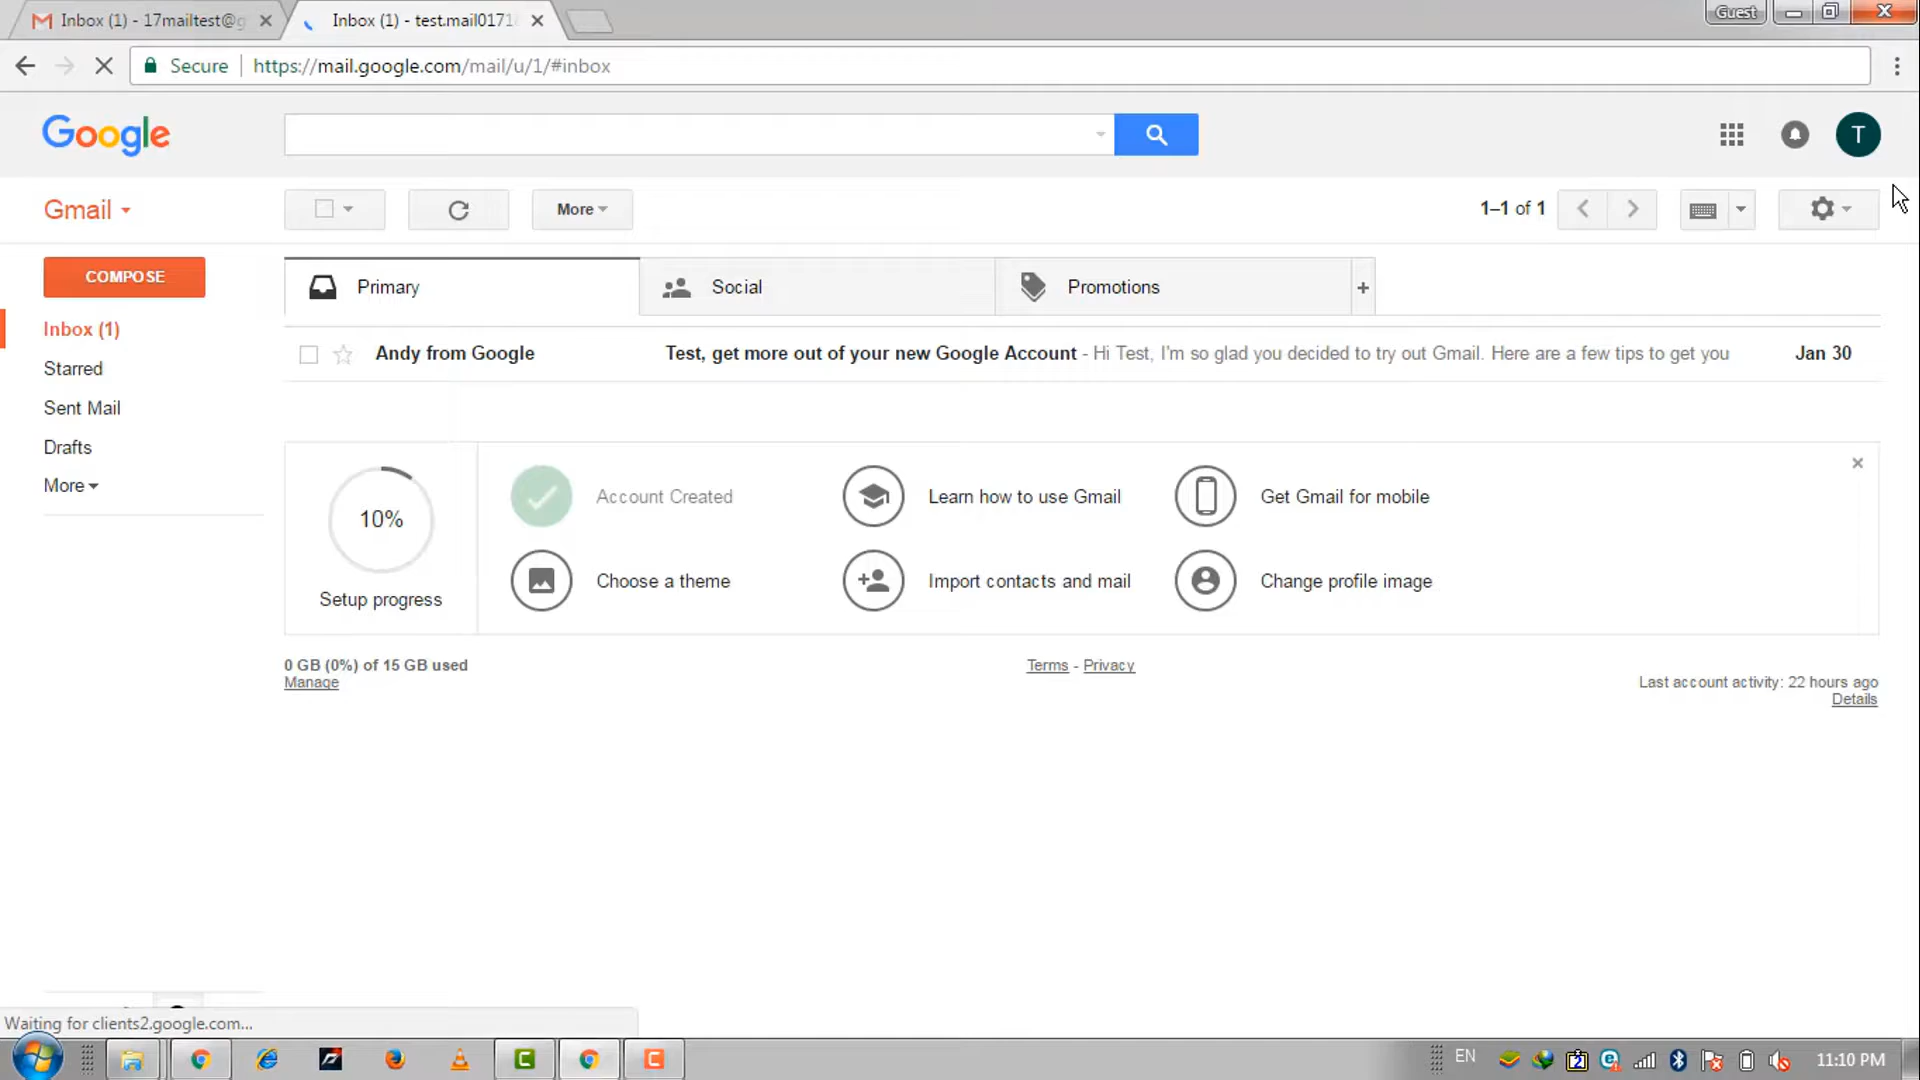 Inbox (1) - 17mailtest@g
Inbox (1) - test.mail0171
Guest
Secure
https://mail.google.com/mail/u/1/#inbox
Google
T
Gmail
More
1–1 of 1
COMPOSE
Primary
Social
Promotions
+
Inbox (1)
Starred
Sent Mail
Drafts
More
Andy from Google
Test, get more out of your new Google Account - Hi Test, I'm so glad you decided to try out Gmail. Here are a few tips to get you
Jan 30
10%
Setup progress
Account Created
Learn how to use Gmail
Get Gmail for mobile
Choose a theme
Import contacts and mail
Change profile image
0 GB (0%) of 15 GB used
Manage
Terms - Privacy
Last account activity: 22 hours ago
Details
Waiting for clients2.google.com...
EN
11:10 PM